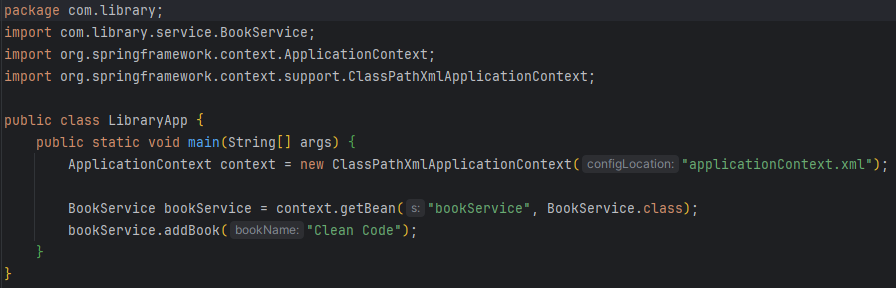 package com.library;
import com.library.service.BookService;
import org.springframework.context.ApplicationContext;
import org.springframework.context.support.ClassPathXmlApplicationContext;
public class LibraryApp {
public static void main(String[] args) {
ApplicationContext context = new ClassPathXmlApplicationContext( configLocation: "applicationContext.xml");
BookService bookService = context.getBean( s: "bookService", BookService.class);
bookService.addBook( bookName: "Clean Code");
}
}